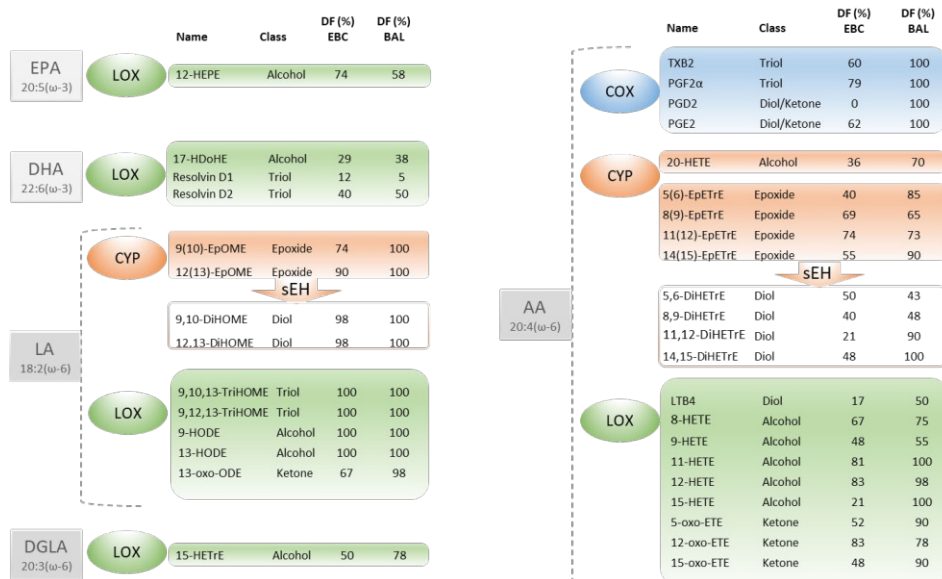 Name Class DF (%) EBC DF (%) BAL
EPA
20:5(ω-3)
LOX
12-HEPE Alcohol 74 58
DHA
22:6(ω-3)
LOX
17-HDoHE Alcohol 29 38
Resolvin D1 Triol 12 5
Resolvin D2 Triol 40 50
LA
18:2(ω-6)
CYP
9(10)-EpOME Epoxide 74 100
12(13)-EpOME Epoxide 90 100
sEH
9,10-DiHOME Diol 98 100
12,13-DiHOME Diol 98 100
LOX
9,10,13-TriHOME Triol 100 100
9,12,13-TriHOME Triol 100 100
9-HODE Alcohol 100 100
13-HODE Alcohol 100 100
13-oxo-ODE Ketone 67 98
DGLA
20:3(ω-6)
LOX
15-HETrE Alcohol 50 78
Name Class DF (%) EBC DF (%) BAL
AA
20:4(ω-6)
COX
TXB2 Triol 60 100
PGF2α Triol 79 100
PGD2 Diol/Ketone 0 100
PGE2 Diol/Ketone 62 100
CYP
20-HETE Alcohol 36 70
5(6)-EpETrE Epoxide 40 85
8(9)-EpETrE Epoxide 69 65
11(12)-EpETrE Epoxide 74 73
14(15)-EpETrE Epoxide 55 90
sEH
5,6-DiHETrE Diol 50 43
8,9-DiHETrE Diol 40 48
11,12-DiHETrE Diol 21 90
14,15-DiHETrE Diol 48 100
LOX
LTB4 Diol 17 50
8-HETE Alcohol 67 75
9-HETE Alcohol 48 55
11-HETE Alcohol 81 100
12-HETE Alcohol 83 98
15-HETE Alcohol 21 100
5-oxo-ETE Ketone 52 90
12-oxo-ETE Ketone 83 78
15-oxo-ETE Ketone 48 90